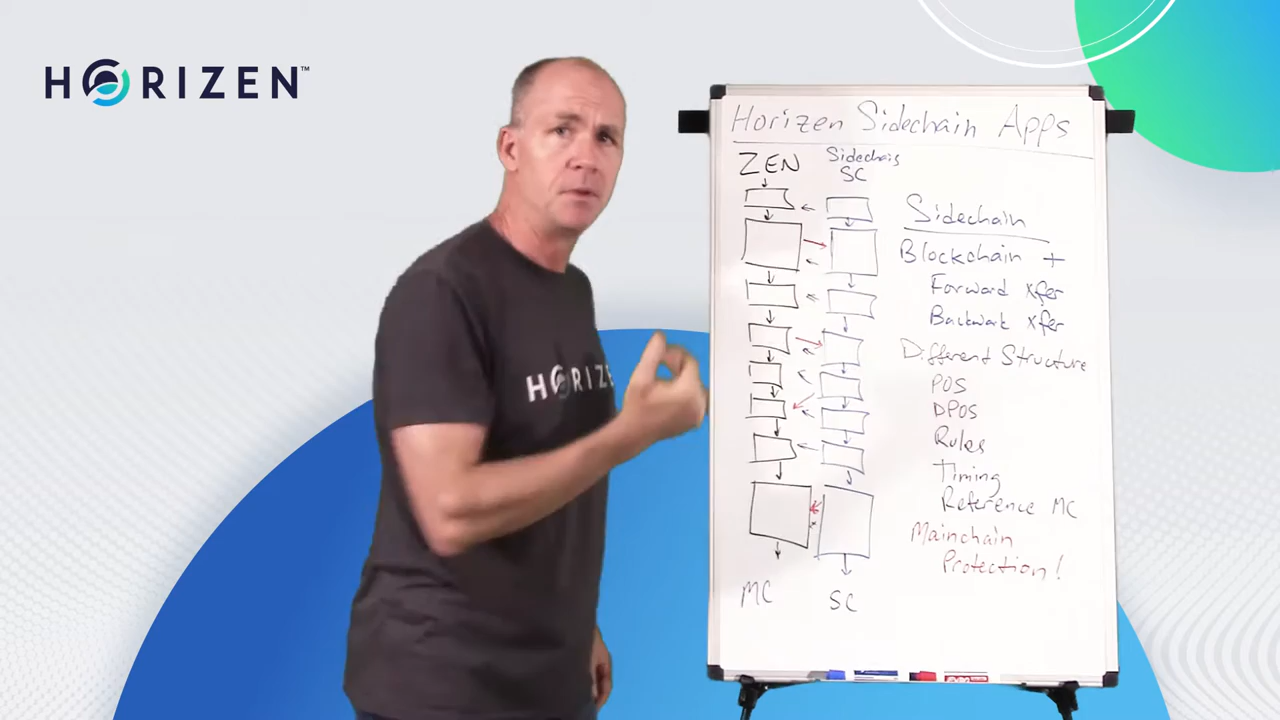 HORIZEN™
HORIZE
Horizen Sidechain Apps
ZEN
Sidechain
SC
Sidechain
Blockchain +
Forward xfer
Backwark xfer
Different Structure
POS
DPOS
Rules
Timing
Reference MC
Mainchain
Protection!
MC
SC